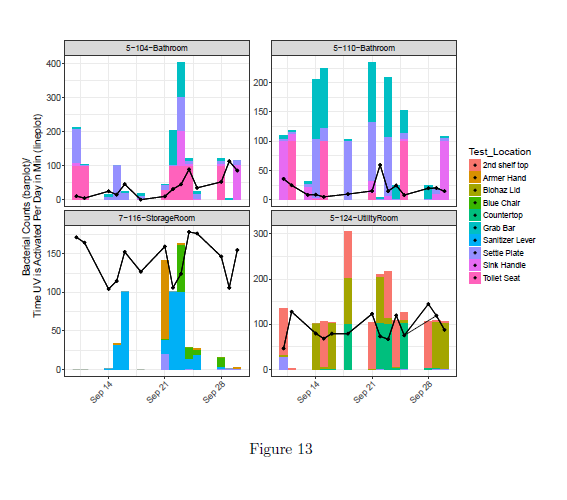 Bacterial Counts (barplot)/
Time UV is Activated Per Day in Min (lineplot)
5−104−Bathroom
400
300
200
100
0
5−110−Bathroom
200
150
100
50
0
7−116−StorageRoom
150
100
50
0
Sep 14
Sep 21
Sep 28
5−124−UtilityRoom
300
200
100
0
Sep 14
Sep 21
Sep 28
Test_Location
2nd shelf top
Armer Hand
Biohaz Lid
Blue Chair
Countertop
Grab Bar
Sanitizer Lever
Settle Plate
Sink Handle
Toilet Seat
Figure 13